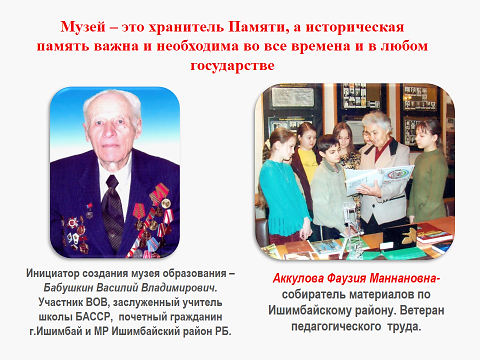 Музей – это хранитель Памяти, а историческая
память важна и необходима во все времена и в любом
государстве
Инициатор создания музея образования –
Бабушкин Василий Владимирович.
Участник ВОВ, заслуженный учитель
школы БАССР, почетный гражданин
г.Ишимбай и МР Ишимбайский район РБ.
Аккулова Фаузия Маннановна-
собиратель материалов по
Ишимбайскому району. Ветеран
педагогического труда.